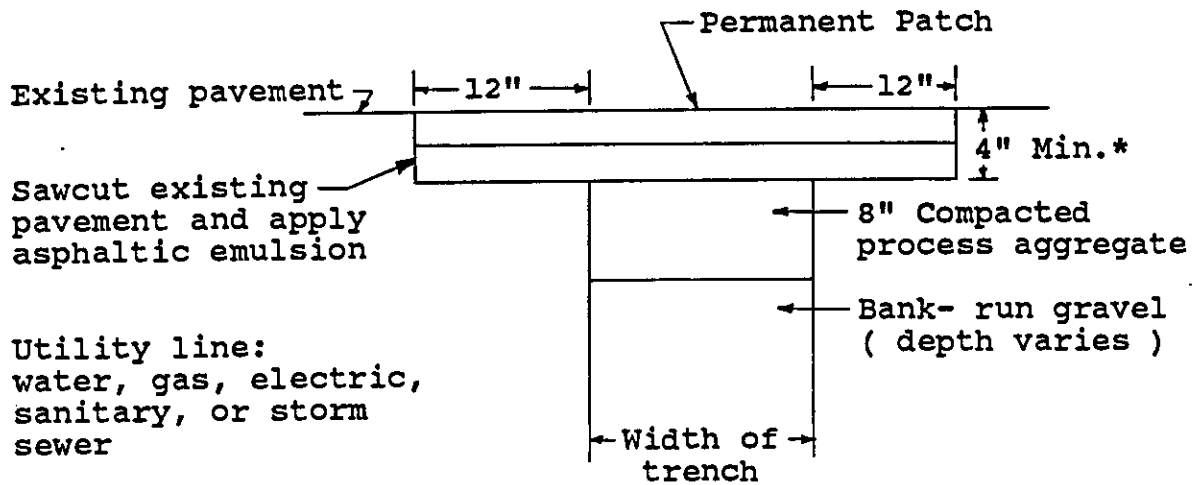 Permanent Patch
12"
12"
Existing pavement
4" Min.*
Sawcut existing
pavement and apply
asphaltic emulsion
8" Compacted
process aggregate
Bank- run gravel
( depth varies )
Utility line:
water, gas, electric,
sanitary, or storm
sewer
Width of
trench